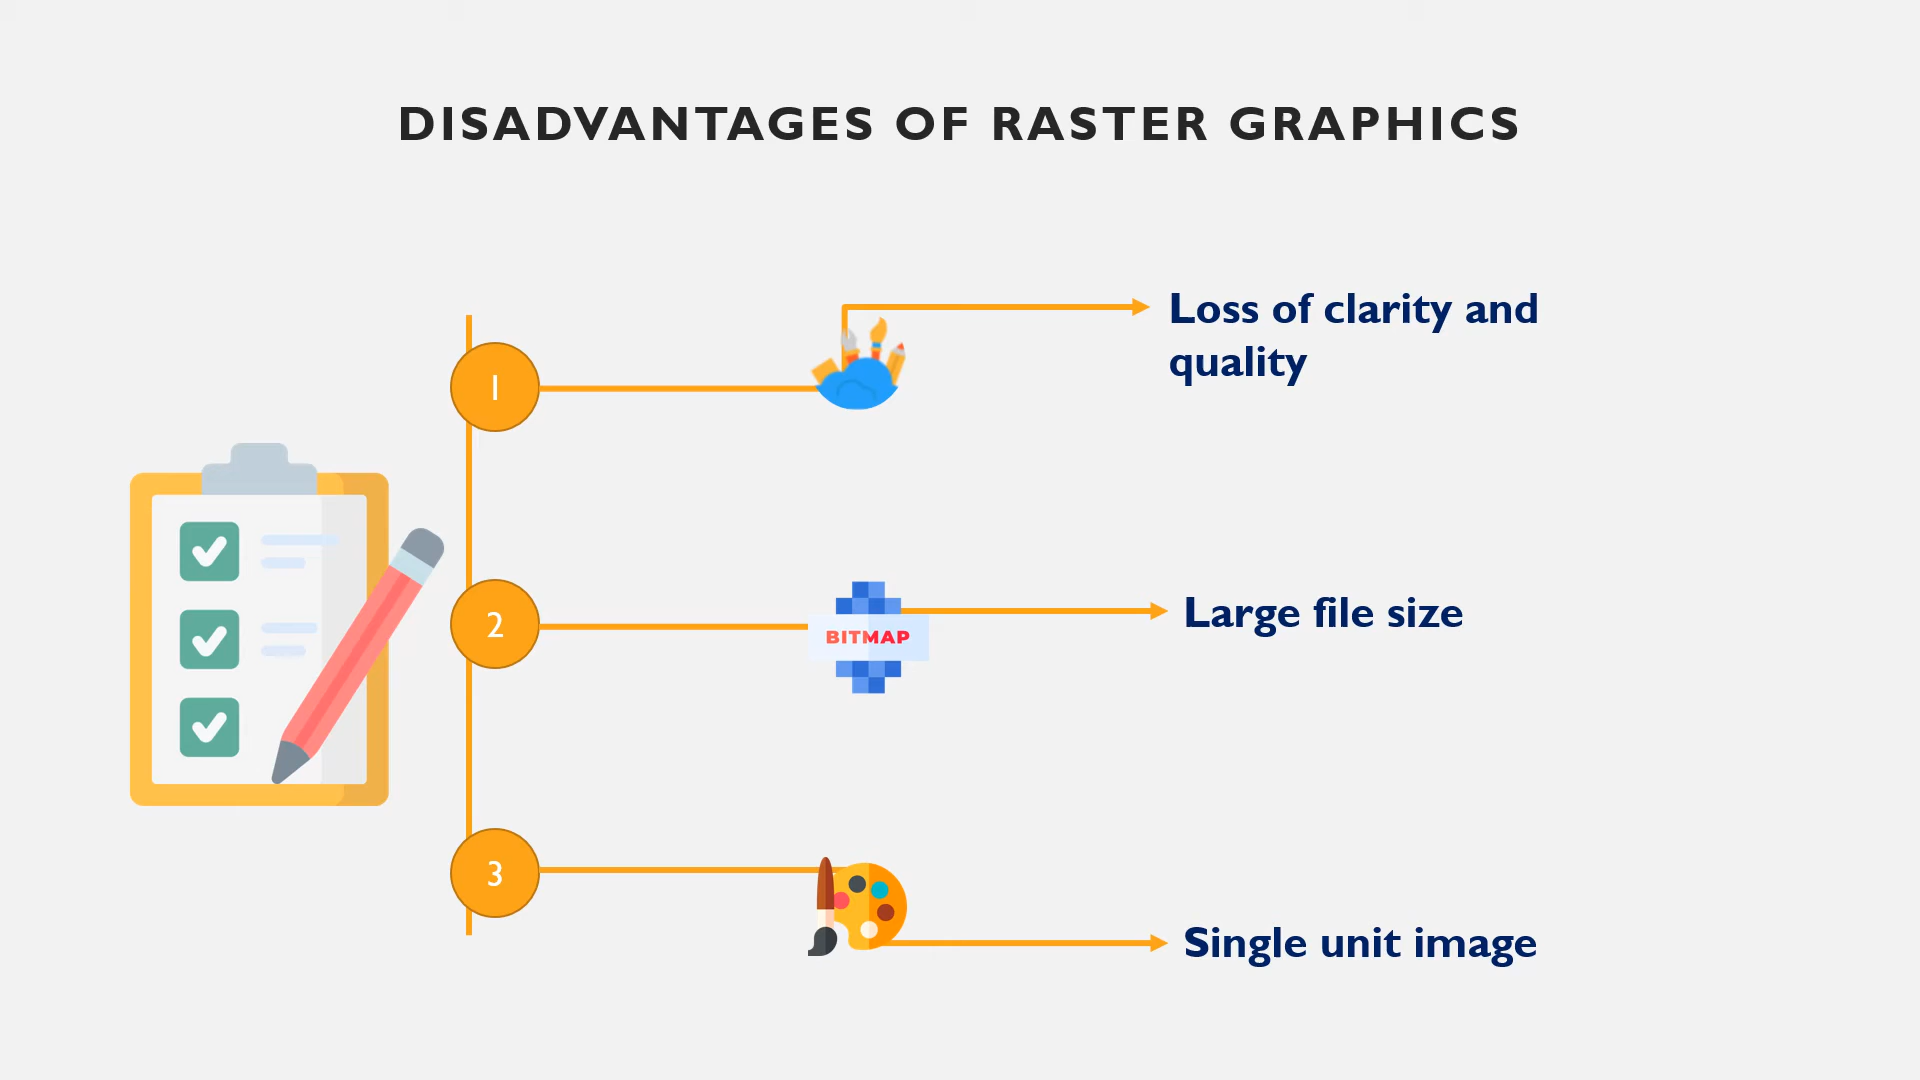 DISADVANTAGES OF RASTER GRAPHICS
1
Loss of clarity and
quality
2
BITMAP
Large file size
3
Single unit image